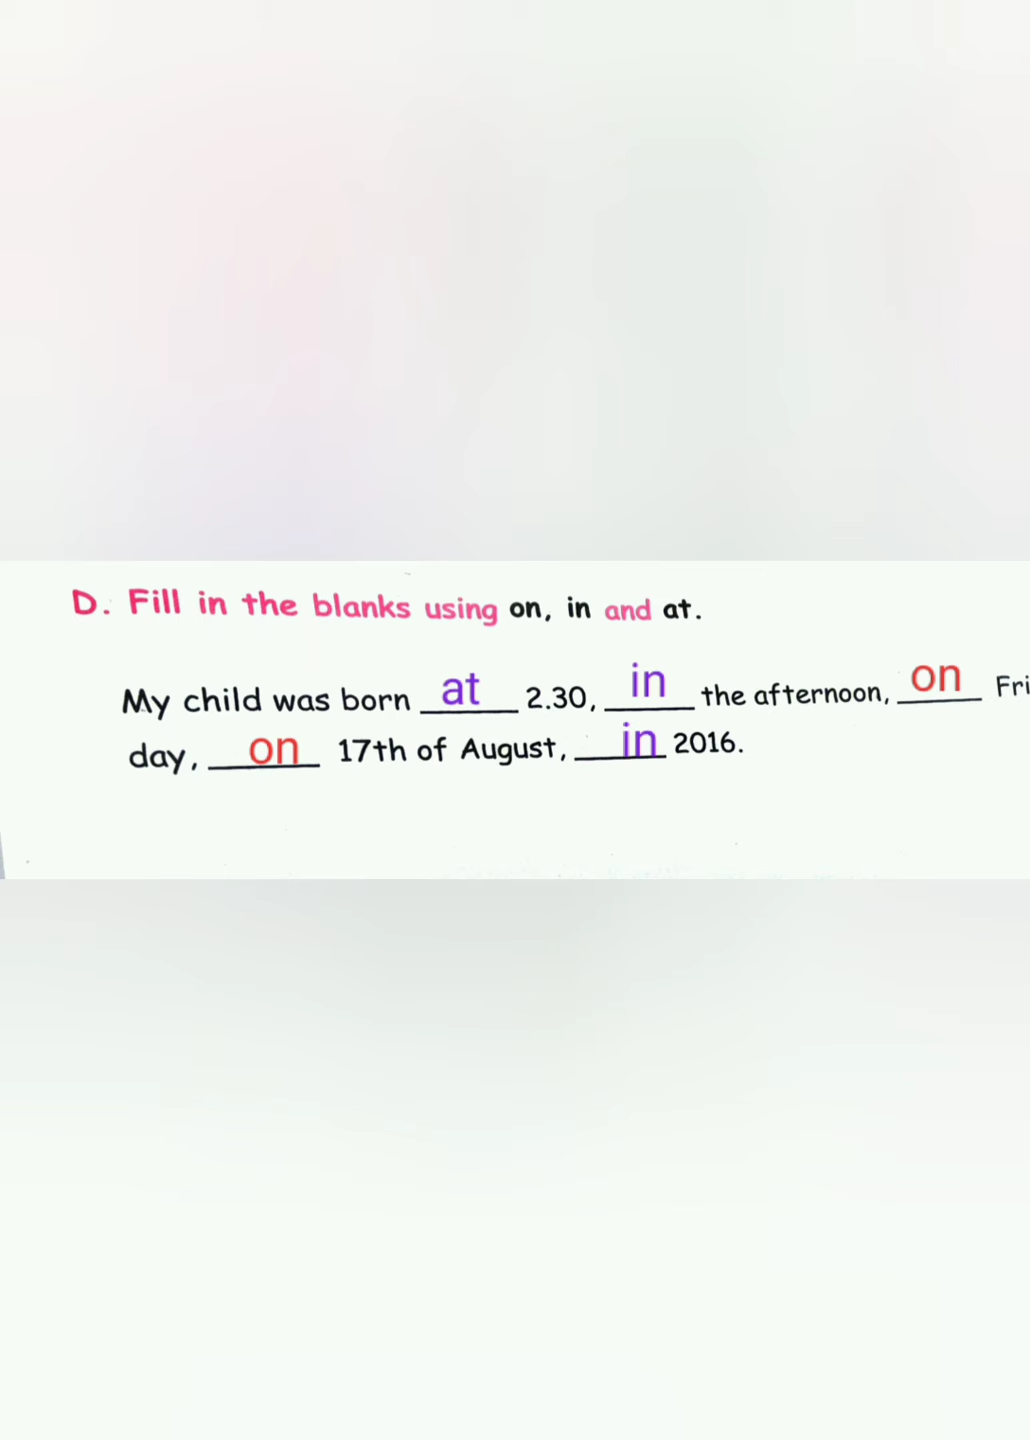 D. Fill in the blanks using on, in and at.
My child was born at 2.30, in the afternoon, on Fri
day, on 17th of August, in 2016.